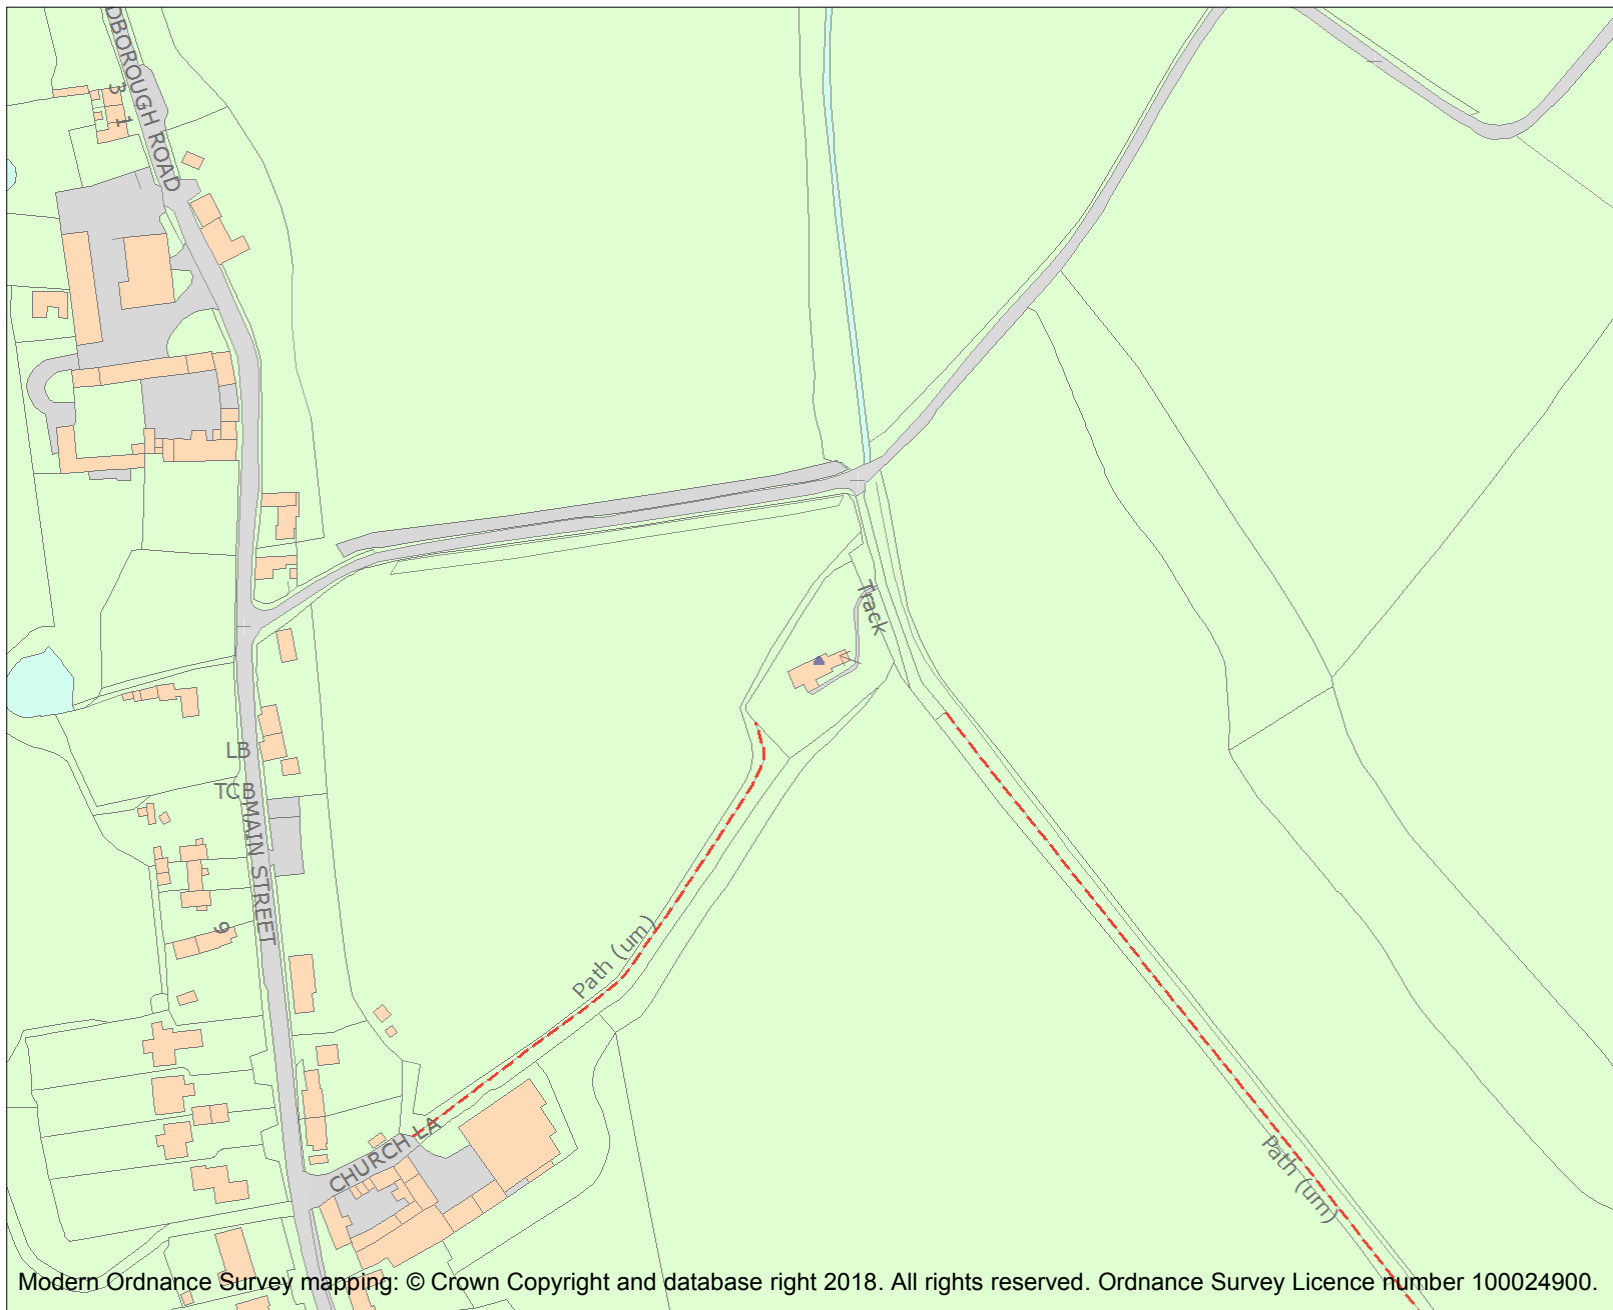 DBOROUGH ROAD
3
1
Track
LB
TCB
MAIN STREET
9
Path (um)
CHURCH LA
Path (um)
Modern Ordnance Survey mapping: © Crown Copyright and database right 2018. All rights reserved. Ordnance Survey Licence number 100024900.